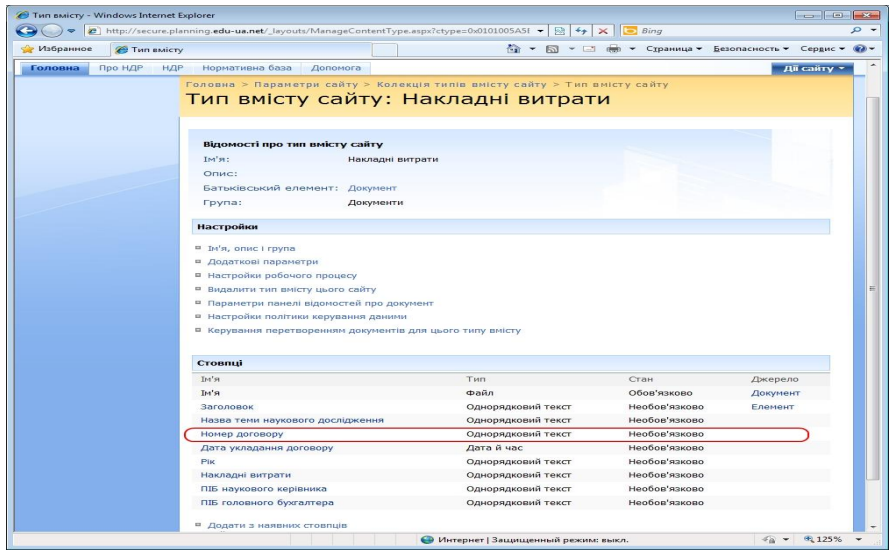 Тип вмісту - Windows Internet Explorer
http://secure.planning.edu-ua.net/_layouts/ManageContentType.aspx?ctype=0x0101005A5I Bing
Избранное Тип вмісту Страница Безопасность Сервис
Головна Про НДР НДР Нормативна база Допомога Дії сайту
Головна > Параметри сайту > Колекція типів вмісту сайту > Тип вмісту сайту
Тип вмісту сайту: Накладні витрати
Відомості про тип вмісту сайту
Ім'я: Накладні витрати
Опис:
Батьківський елемент: Документ
Група: Документи
Настройки
Ім'я, опис і група
Додаткові параметри
Настройки робочого процесу
Видалити тип вмісту цього сайту
Параметри панелі відомостей про документ
Настройки політики керування даними
Керування перетворенням документів для цього типу вмісту
Стовпці
Ім'я Тип Стан Джерело
Ім'я Файл Обов'язково Документ
Заголовок Однорядковий текст Необов'язково Елемент
Назва теми наукового дослідження Однорядковий текст Необов'язково
Номер договору Однорядковий текст Необов'язково
Дата укладання договору Дата й час Необов'язково
Рік Однорядковий текст Необов'язково
Накладні витрати Однорядковий текст Необов'язково
ПІБ наукового керівника Однорядковий текст Необов'язково
ПІБ головного бухгалтера Однорядковий текст Необов'язково
Додати з наявних стовпців
Интернет | Защищенный режим: выкл. 125%